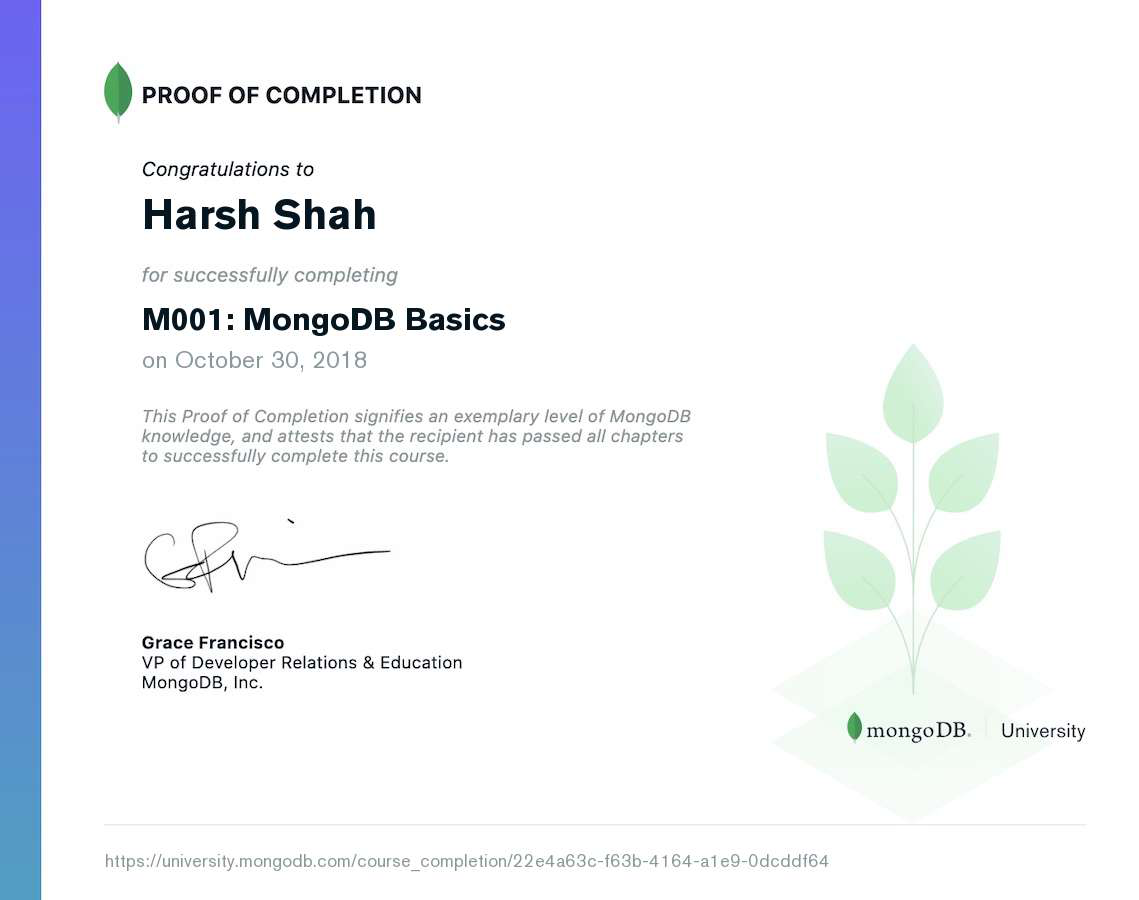 PROOF OF COMPLETION
Congratulations to
Harsh Shah
for successfully completing
M001: MongoDB Basics
on October 30, 2018
This Proof of Completion signifies an exemplary level of MongoDB
knowledge, and attests that the recipient has passed all chapters
to successfully complete this course.
Grace Francisco
VP of Developer Relations & Education
MongoDB, Inc.
mongoDB. University
https://university.mongodb.com/course_completion/22e4a63c-f63b-4164-a1e9-0dcddf64